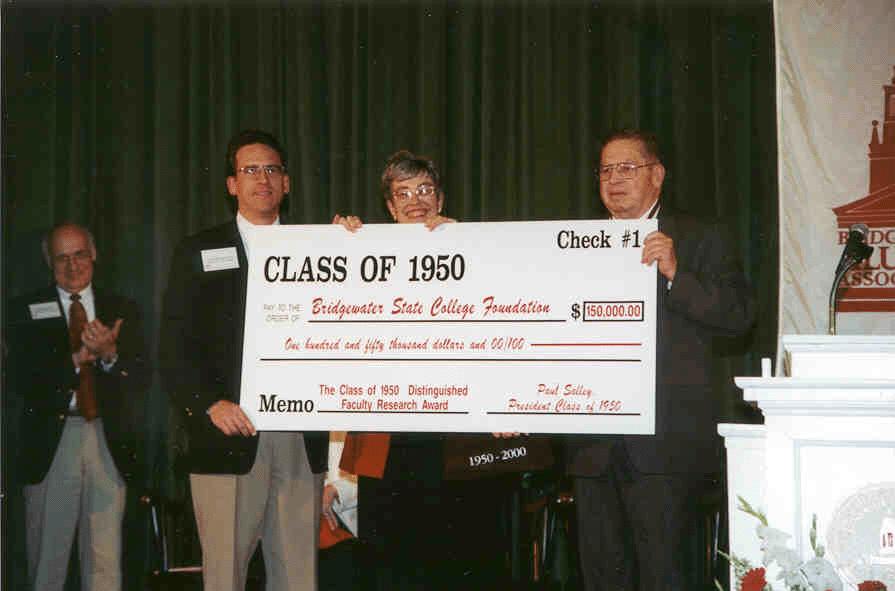 Check #1
CLASS OF 1950
PAY TO THE
ORDER OF
Bridgewater State College Foundation
$ 150,000.00
One hundred and fifty thousand dollars and 00/100
The Class of 1950 Distinguished
Memo Faculty Research Award
Paul Salley,
President Class of 1950
1950 - 2000